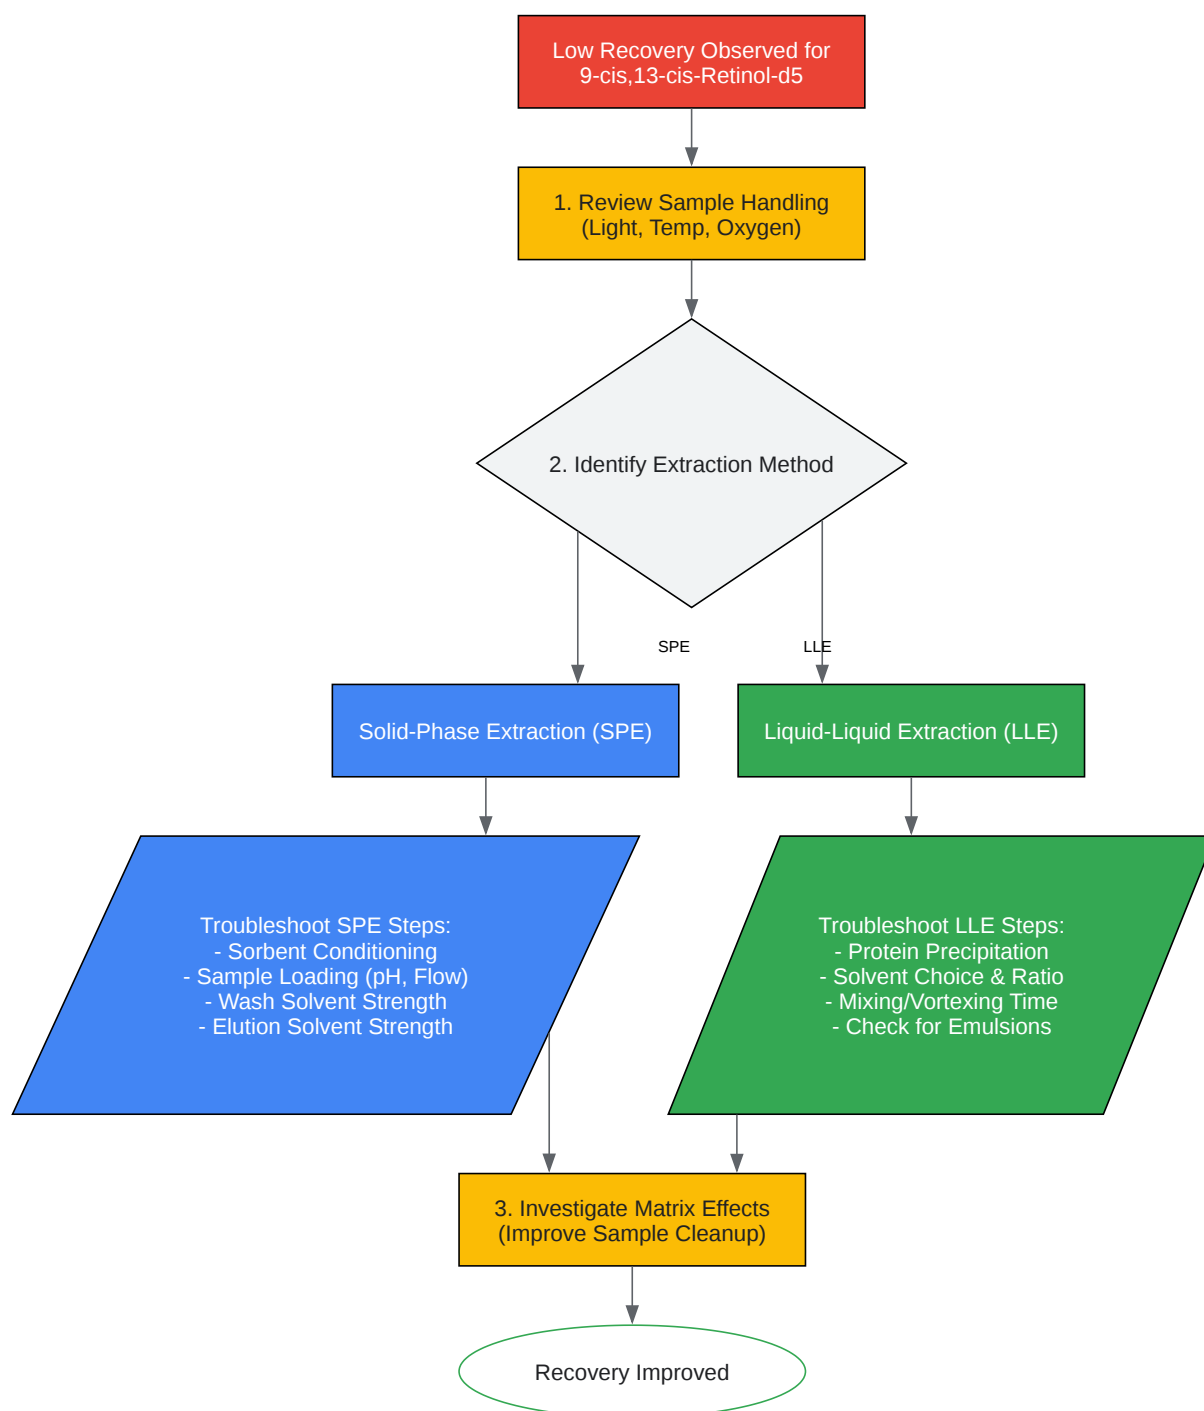 Low Recovery Observed for
9-cis,13-cis-Retinol-d5
1. Review Sample Handling
(Light, Temp, Oxygen)
2. Identify Extraction Method
SPE
LLE
Solid-Phase Extraction (SPE)
Liquid-Liquid Extraction (LLE)
Troubleshoot SPE Steps:
- Sorbent Conditioning
- Sample Loading (pH, Flow)
- Wash Solvent Strength
- Elution Solvent Strength
Troubleshoot LLE Steps:
- Protein Precipitation
- Solvent Choice & Ratio
- Mixing/Vortexing Time
- Check for Emulsions
3. Investigate Matrix Effects
(Improve Sample Cleanup)
Recovery Improved